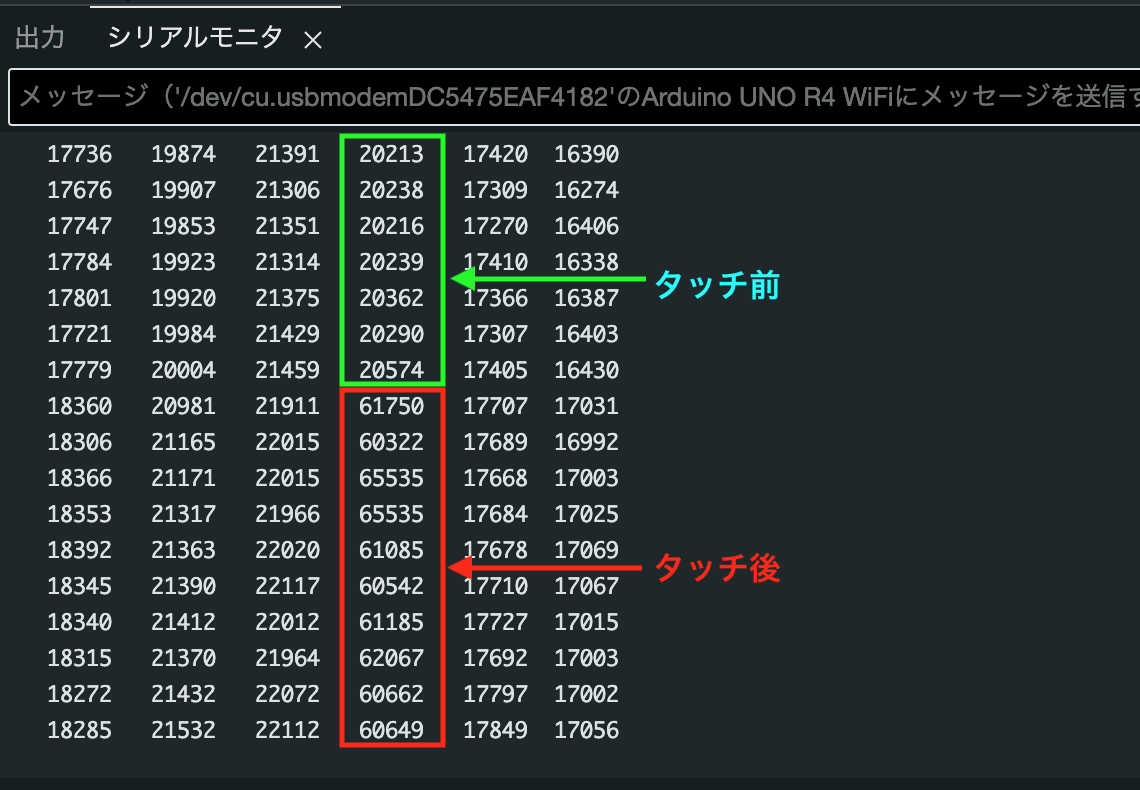 出力 シリアルモニタ ×
メッセージ（'/dev/cu.usbmodemDC5475EAF4182'のArduino UNO R4 WiFiにメッセージを送信す
17736 19874 21391 20213 17420 16390
17676 19907 21306 20238 17309 16274
17747 19853 21351 20216 17270 16406
17784 19923 21314 20239 17410 16338
タッチ前
17801 19920 21375 20362 17366 16387
17721 19984 21429 20290 17307 16403
17779 20004 21459 20574 17405 16430
18360 20981 21911 61750 17707 17031
18306 21165 22015 60322 17689 16992
18366 21171 22015 65535 17668 17003
18353 21317 21966 65535 17684 17025
18392 21363 22020 61085 17678 17069
タッチ後
18345 21390 22117 60542 17710 17067
18340 21412 22012 61185 17727 17015
18315 21370 21964 62067 17692 17003
18272 21432 22072 60662 17797 17002
18285 21532 22112 60649 17849 17056